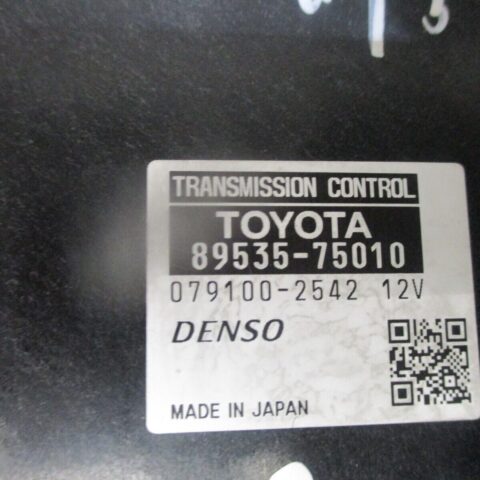 TRANSMISSION CONTROL
TOYOTA
89535-75010
079100-2542 12V
DENSO
MADE IN JAPAN